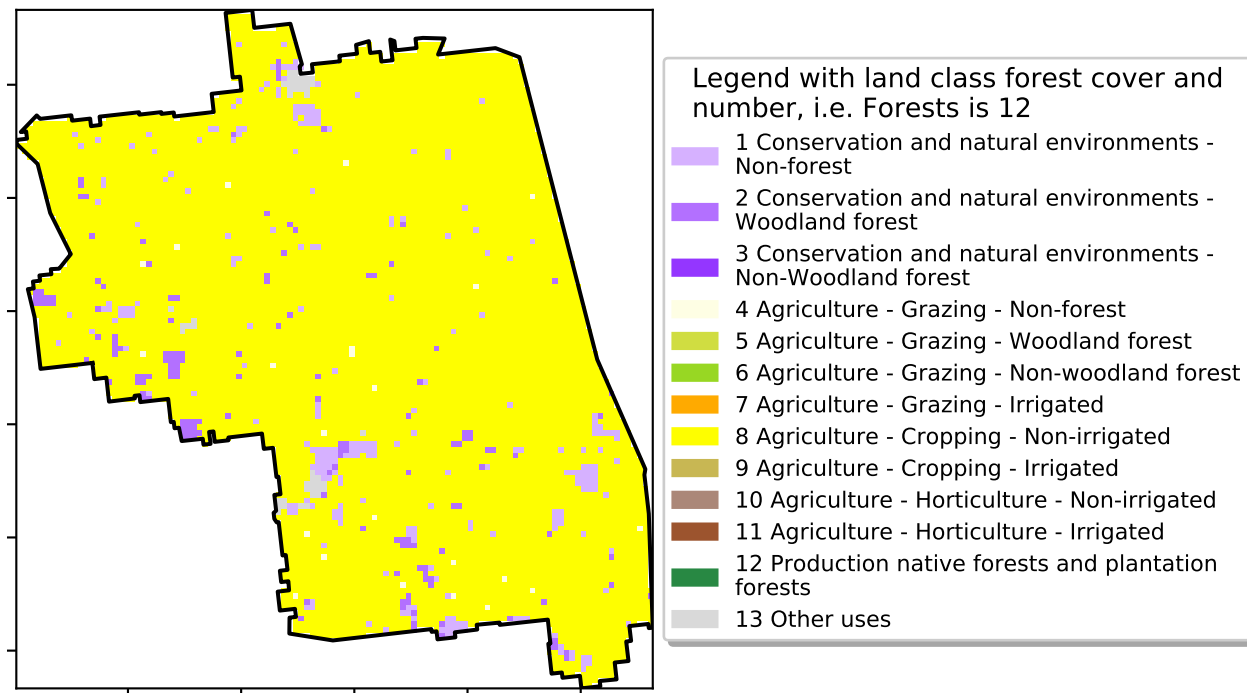 Legend with land class forest cover and
number, i.e. Forests is 12
1 Conservation and natural environments -
Non-forest
2 Conservation and natural environments -
Woodland forest
3 Conservation and natural environments -
Non-Woodland forest
4 Agriculture - Grazing - Non-forest
5 Agriculture - Grazing - Woodland forest
6 Agriculture - Grazing - Non-woodland forest
7 Agriculture - Grazing - Irrigated
8 Agriculture - Cropping - Non-irrigated
9 Agriculture - Cropping - Irrigated
10 Agriculture - Horticulture - Non-irrigated
11 Agriculture - Horticulture - Irrigated
12 Production native forests and plantation
forests
13 Other uses